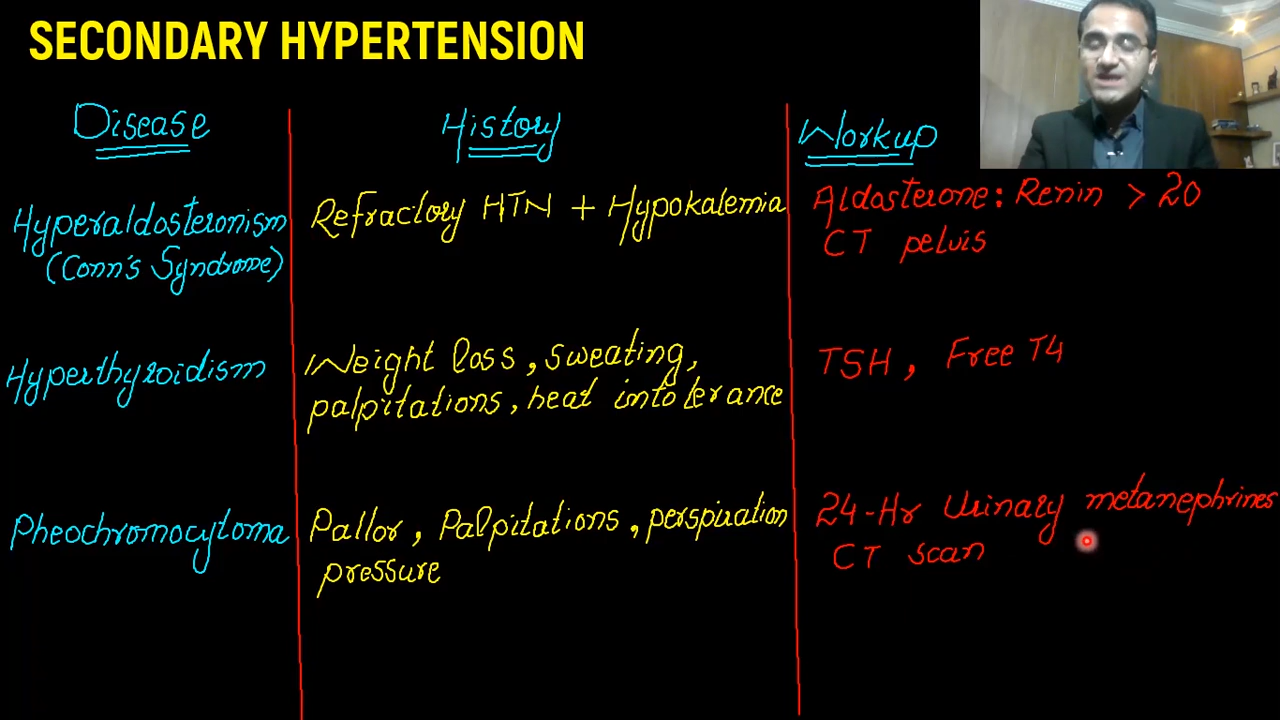 SECONDARY HYPERTENSION
Disease
History
Workup
Hyperaldosteronism
(Conn's Syndrome)
Refractory HTN + Hypokalemia
Aldosterone: Renin > 20
CT pelvis
Hyperthyroidism
Weight loss, sweating,
palpitations, heat intolerance
TSH, Free T4
Pheochromocytoma
Pallor, Palpitations, perspiration
pressure
24-Hr Urinary metanephrines
CT scan